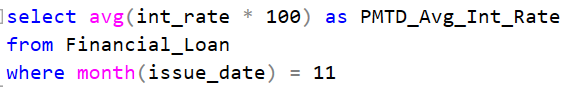 select avg(int_rate * 100) as PMTD_Avg_Int_Rate
from Financial_Loan
where month(issue_date) = 11